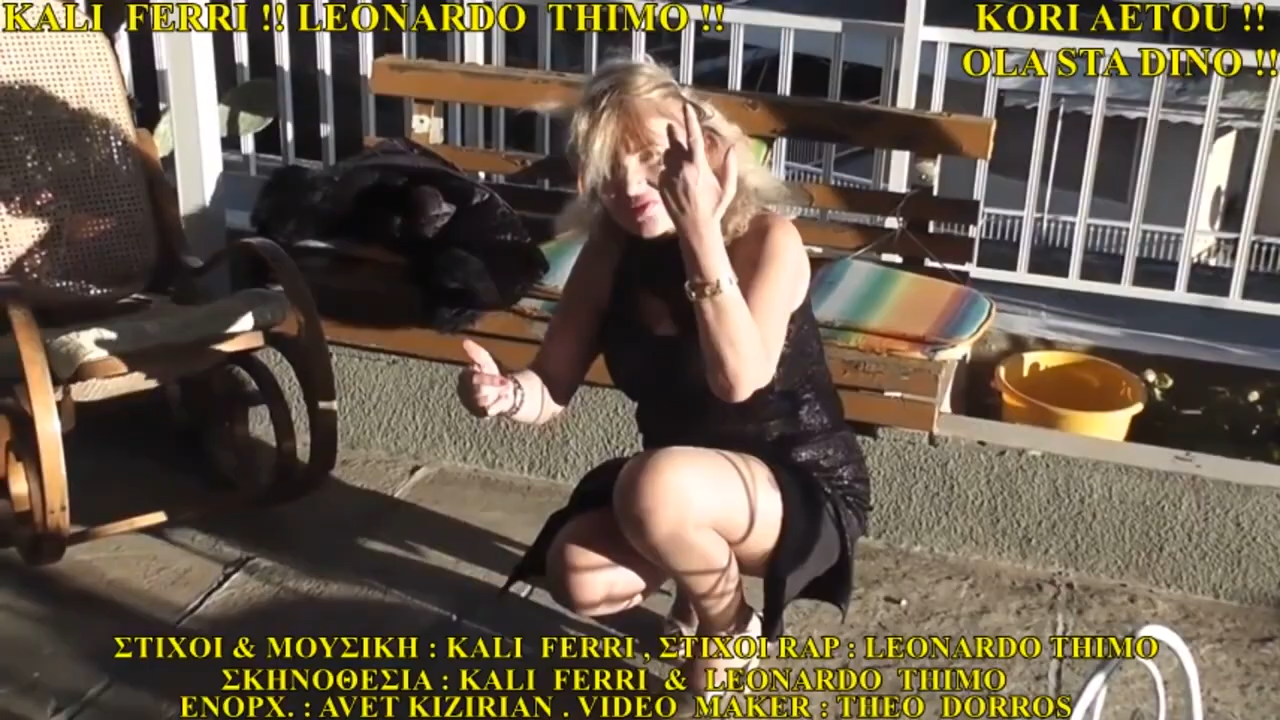 KALI FERRI !! LEONARDO THIMO !!
KORI AETOU !!
OLA STA DINO !!
ΣΤΙΧΟΙ & ΜΟΥΣΙΚΗ : KALI FERRI , ΣΤΙΧΟΙ RAP : LEONARDO THIMO
ΣΚΗΝΟΘΕΣΙΑ : KALI FERRI & LEONARDO THIMO
ΕΝΟΡΧ. : AVET KIZIRIAN . VIDEO MAKER : THEO DORROS